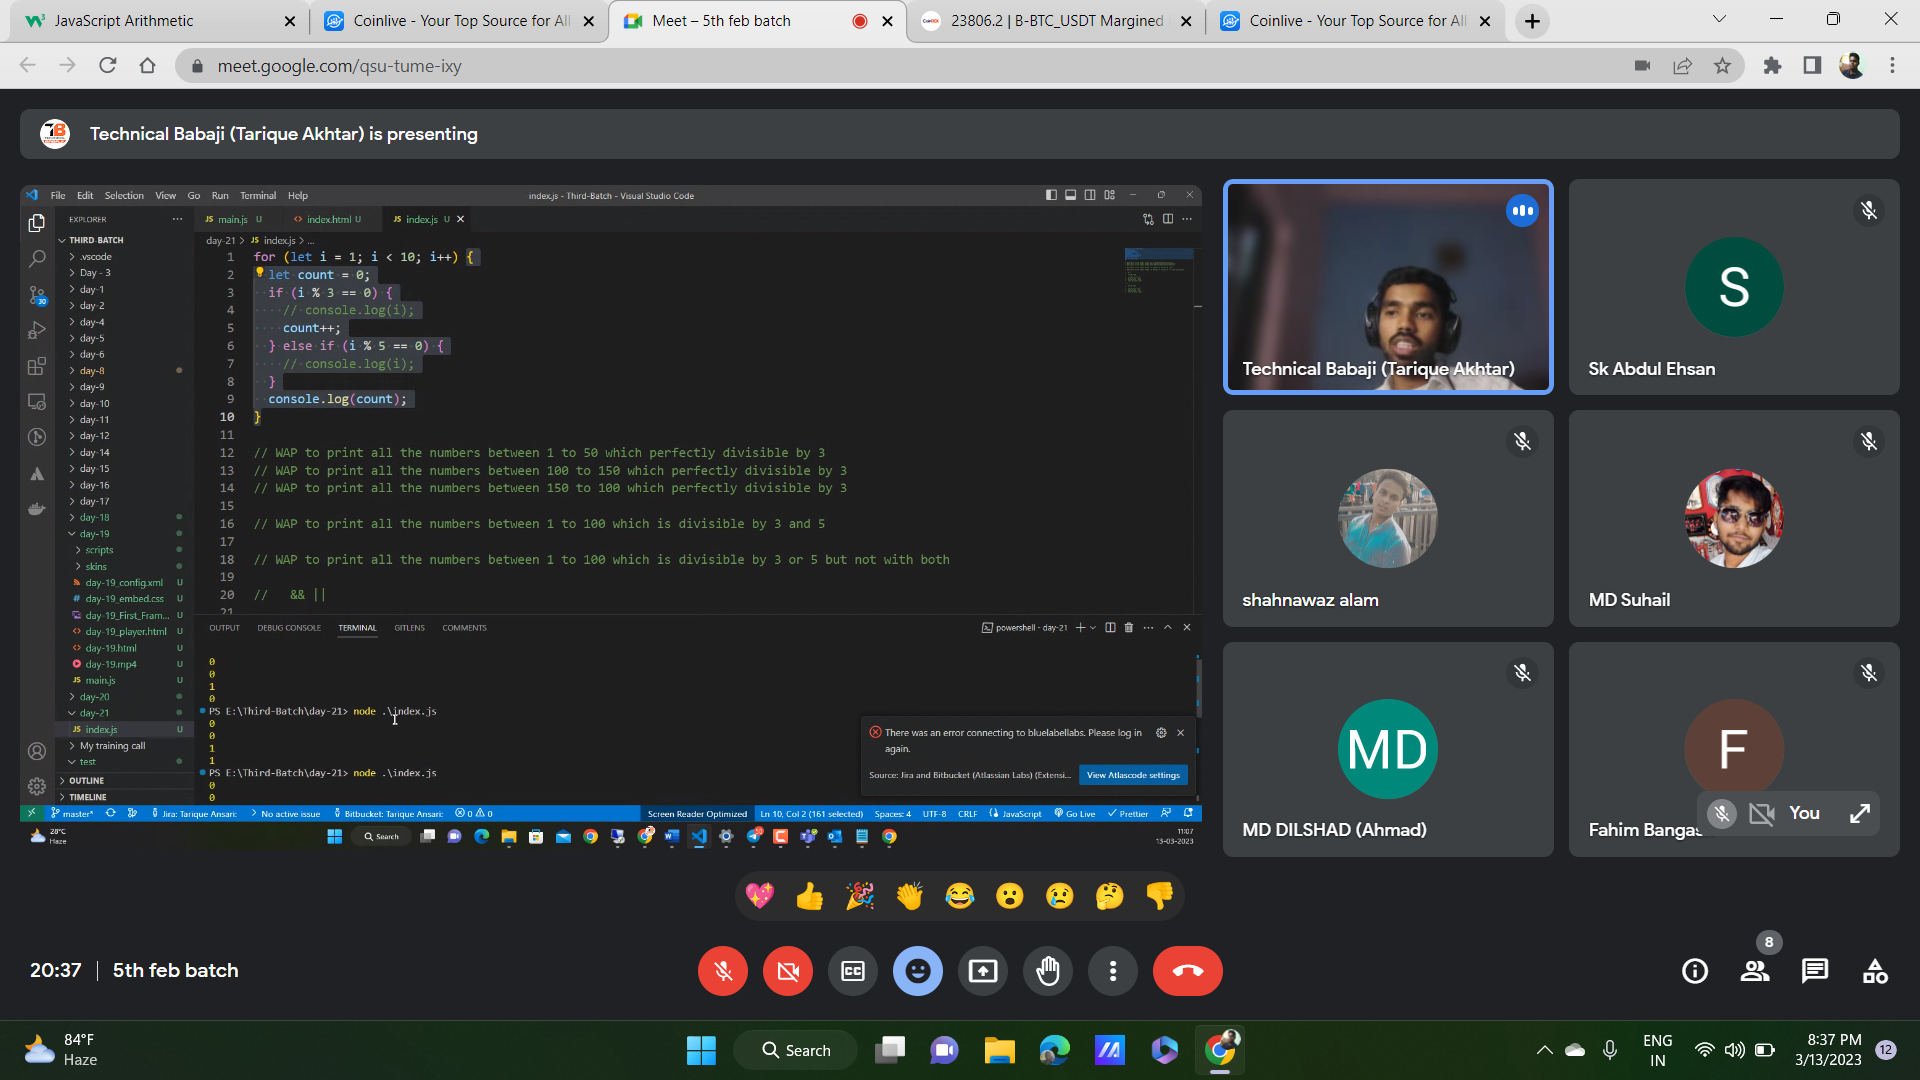 JavaScript Arithmetic
Coinlive - Your Top Source for All
Meet – 5th feb batch
23806.2 | B-BTC_USDT Margined
Coinlive - Your Top Source for All
meet.google.com/qsu-tume-ixy
Technical Babaji (Tarique Akhtar) is presenting
File Edit Selection View Go Run Terminal Help
index.js - Third-Batch - Visual Studio Code
EXPLORER
THIRD-BATCH
.vscode
Day - 3
day-1
day-2
day-4
day-5
day-6
day-8
day-9
day-10
day-11
day-12
day-14
day-15
day-16
day-17
day-18
day-19
scripts
skins
day-19_config.xml U
day-19_embed.css U
day-19_First_Fram... U
day-19_player.html U
day-19.html U
day-19.mp4 U
main.js U
day-20
day-21
index.js U
My training call
test
OUTLINE
TIMELINE
main.js U
index.html U
index.js U
day-21 > JS index.js > ...
1 for (let i = 1; i < 10; i++) {
2 let count = 0;
3 if (i % 3 == 0) {
4 // console.log(i);
5 count++;
6 } else if (i % 5 == 0) {
7 // console.log(i);
8 }
9 console.log(count);
10 }
11
12 // WAP to print all the numbers between 1 to 50 which perfectly divisible by 3
13 // WAP to print all the numbers between 100 to 150 which perfectly divisible by 3
14 // WAP to print all the numbers between 150 to 100 which perfectly divisible by 3
15
16 // WAP to print all the numbers between 1 to 100 which is divisible by 3 and 5
17
18 // WAP to print all the numbers between 1 to 100 which is divisible by 3 or 5 but not with both
19
20 // && ||
21
OUTPUT DEBUG CONSOLE TERMINAL GITLENS COMMENTS
powershell - day-21
0
0
1
0
PS E:\Third-Batch\day-21> node .\index.js
0
0
1
1
PS E:\Third-Batch\day-21> node .\index.js
0
0
There was an error connecting to bluelabellabs. Please log in
again.
Source: Jira and Bitbucket (Atlassian Labs) (Extensi...
View Atlascode settings
master* Jira: Tarique Ansari: No active issue Bitbucket: Tarique Ansari: 0 0
Screen Reader Optimized Ln 10, Col 2 (161 selected) Spaces: 4 UTF-8 CRLF JavaScript Go Live Prettier
28°C
Haze
Search
11:07
13-03-2023
Technical Babaji (Tarique Akhtar)
S
Sk Abdul Ehsan
shahnawaz alam
MD Suhail
MD
MD DILSHAD (Ahmad)
F
Fahim Bangas...
You
20:37 | 5th feb batch
CC
8
84°F
Haze
Search
ENG
IN
8:37 PM
3/13/2023
12